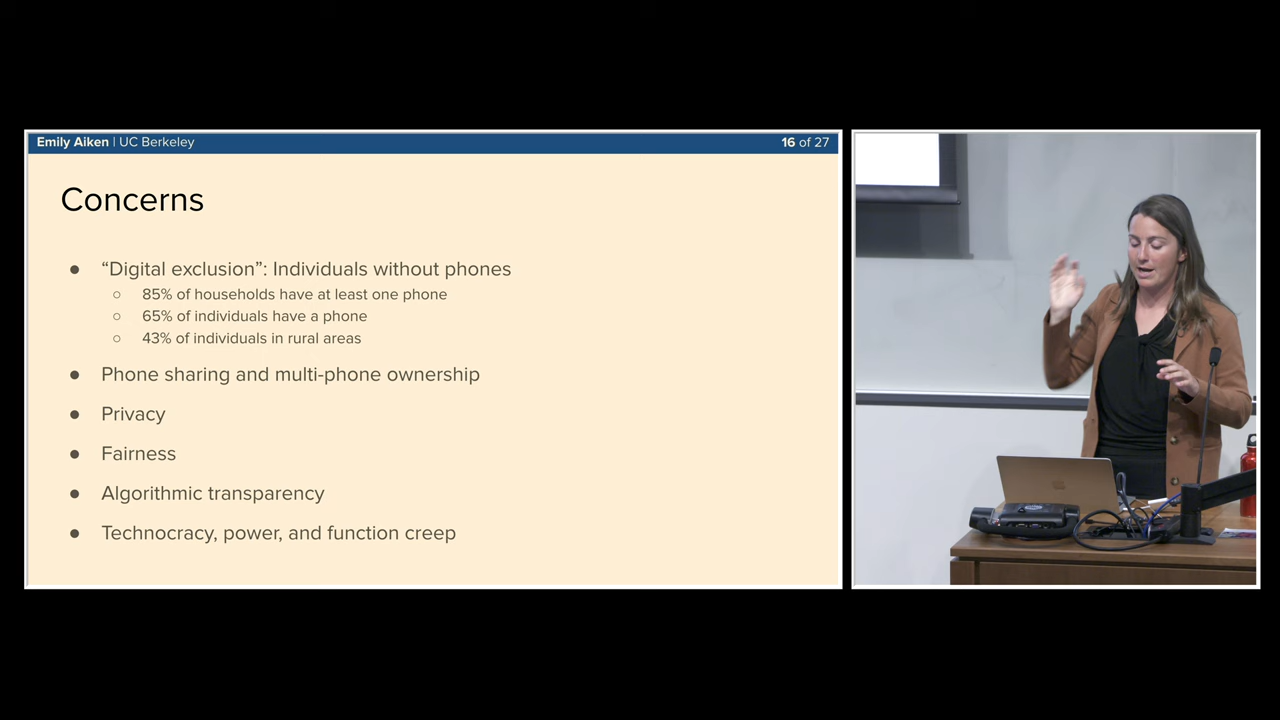 Emily Aiken | UC Berkeley
16 of 27
Concerns
● “Digital exclusion”: Individuals without phones
○ 85% of households have at least one phone
○ 65% of individuals have a phone
○ 43% of individuals in rural areas
● Phone sharing and multi-phone ownership
● Privacy
● Fairness
● Algorithmic transparency
● Technocracy, power, and function creep